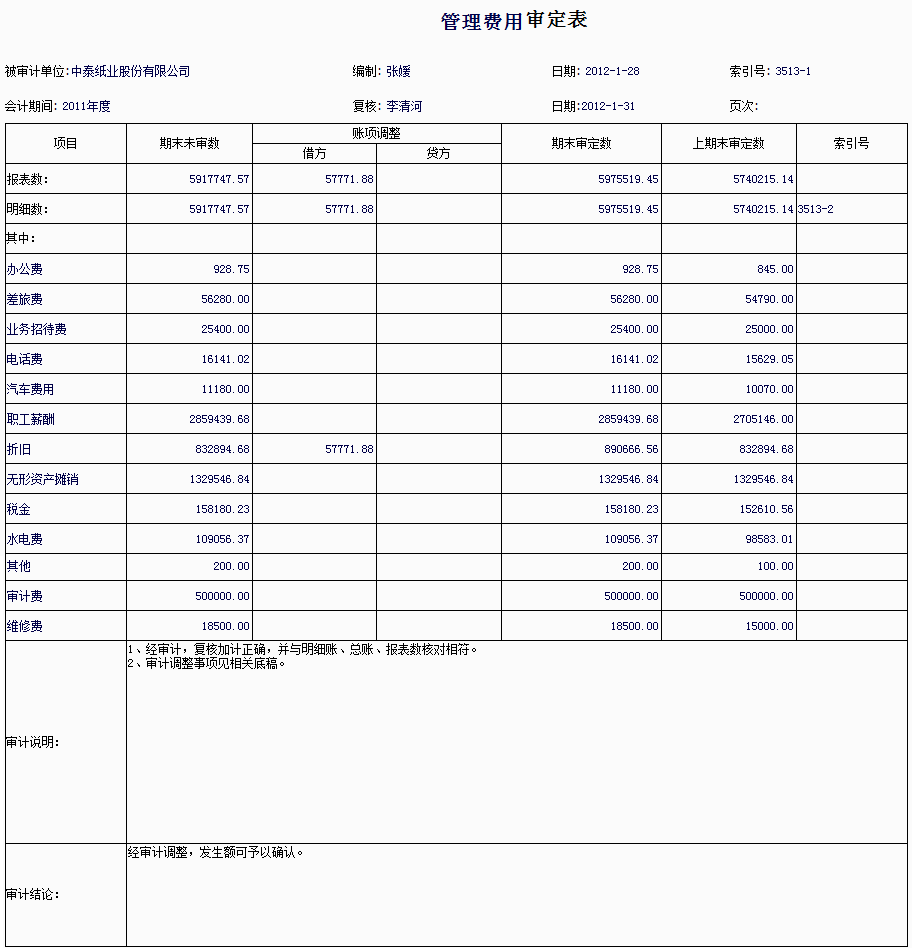 管理费用审定表
被审计单位:中泰纸业股份有限公司 编制: 张媛 日期: 2012-1-28 索引号: 3513-1
会计期间: 2011年度 复核: 李清河 日期:2012-1-31 页次:
项目 期末未审数 账项调整 期末审定数 上期末审定数 索引号
借方 贷方
报表数: 5917747.57 57771.88 5975519.45 5740215.14
明细数: 5917747.57 57771.88 5975519.45 5740215.14 3513-2
其中:
办公费 928.75 928.75 845.00
差旅费 56280.00 56280.00 54790.00
业务招待费 25400.00 25400.00 25000.00
电话费 16141.02 16141.02 15629.05
汽车费用 11180.00 11180.00 10070.00
职工薪酬 2859439.68 2859439.68 2705146.00
折旧 832894.68 57771.88 890666.56 832894.68
无形资产摊销 1329546.84 1329546.84 1329546.84
税金 158180.23 158180.23 152610.56
水电费 109056.37 109056.37 98583.01
其他 200.00 200.00 100.00
审计费 500000.00 500000.00 500000.00
维修费 18500.00 18500.00 15000.00
审计说明:
1、经审计，复核加计正确，并与明细账、总账、报表数核对相符。
2、审计调整事项见相关底稿。
审计结论:
经审计调整，发生额可予以确认。